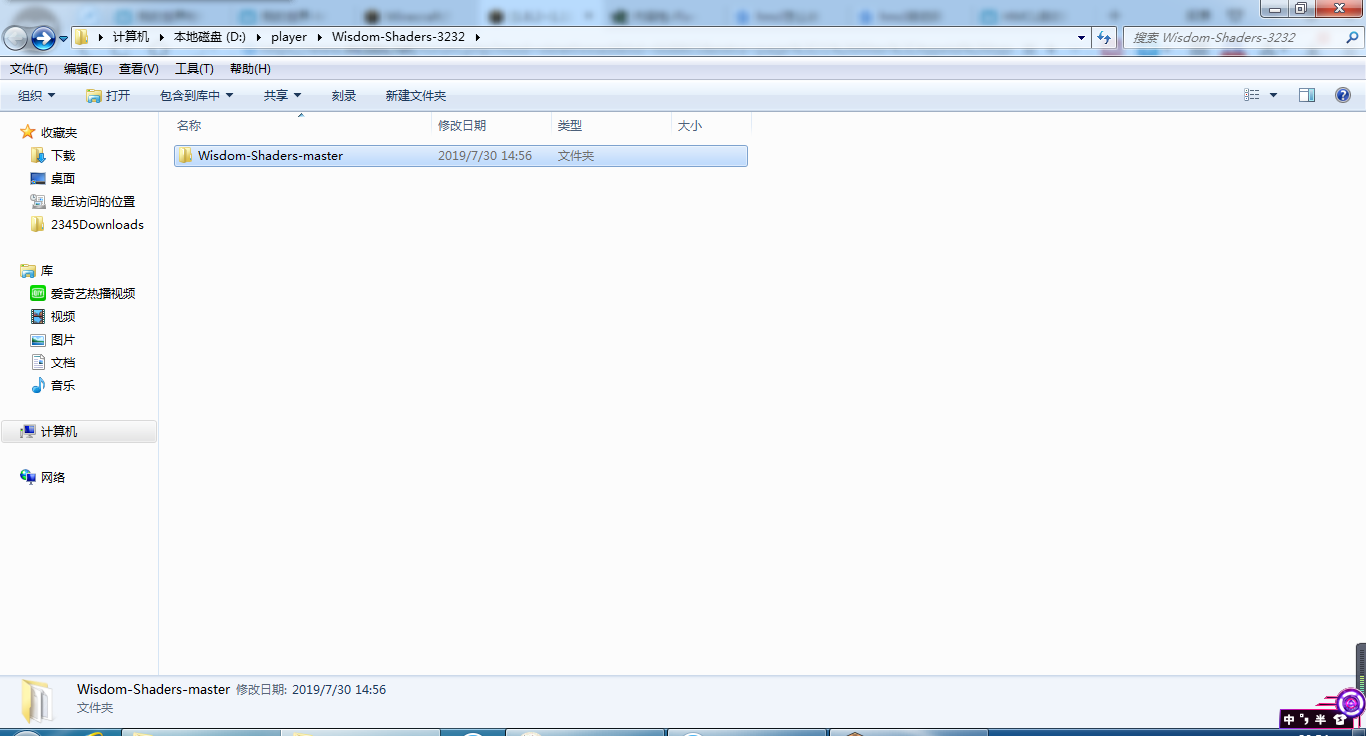 计算机 本地磁盘 (D:) player Wisdom-Shaders-3232 搜索 Wisdom-Shaders-3232
文件(F) 编辑(E) 查看(V) 工具(T) 帮助(H)
组织 打开 包含到库中 共享 刻录 新建文件夹
名称 修改日期 类型 大小
Wisdom-Shaders-master 2019/7/30 14:56 文件夹
收藏夹
下载
桌面
最近访问的位置
2345Downloads
库
爱奇艺热播视频
视频
图片
文档
音乐
计算机
网络
Wisdom-Shaders-master 修改日期: 2019/7/30 14:56
文件夹
中 °, 半